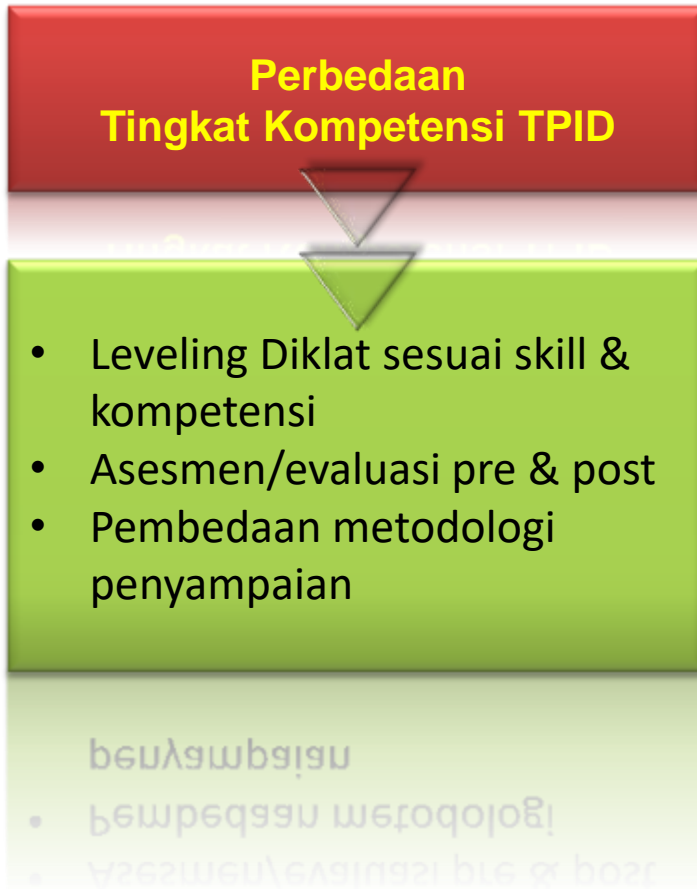 Perbedaan
Tingkat Kompetensi TPID
• Leveling Diklat sesuai skill &
kompetensi
• Asesmen/evaluasi pre & post
• Pembedaan metodologi
penyampaian